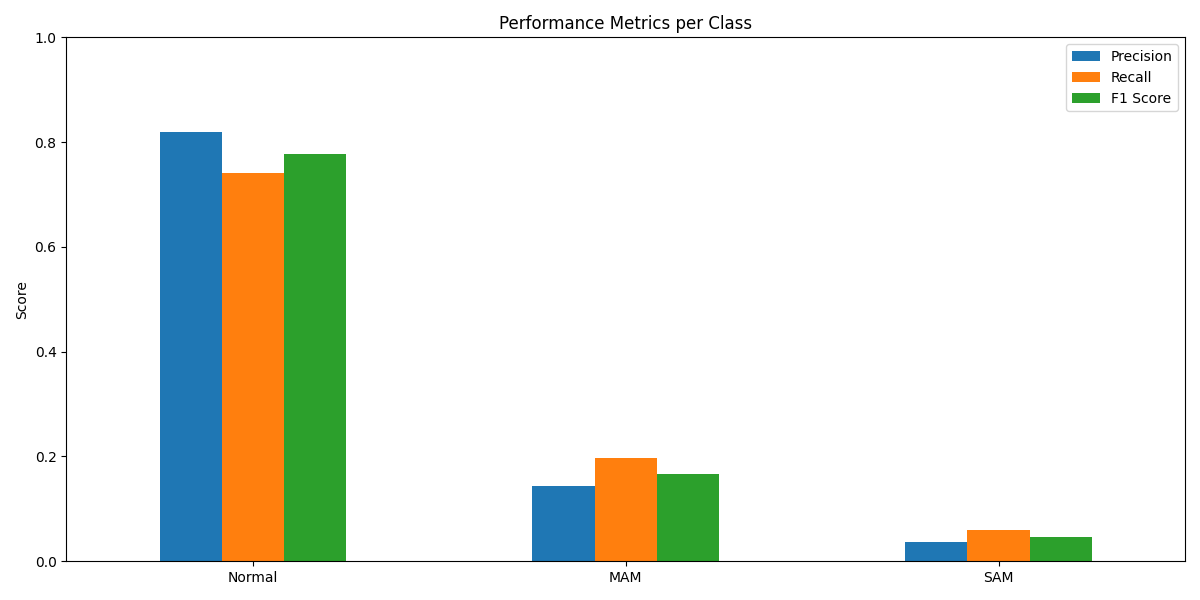 Performance Metrics per Class
Precision
Recall
F1 Score
Score
1.0
0.8
0.6
0.4
0.2
0.0
Normal
MAM
SAM